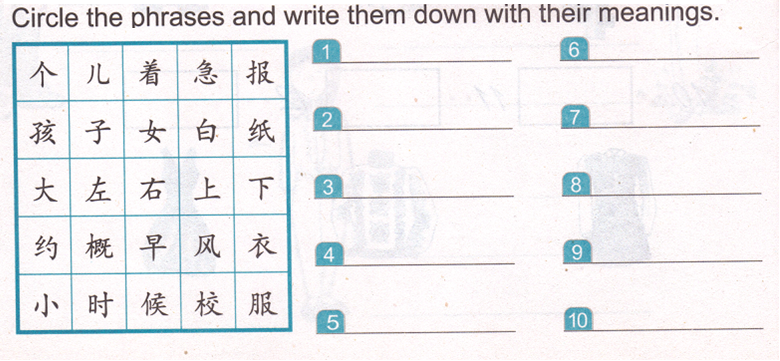 Circle the phrases and write them down with their meanings.
个 儿 着 急 报
孩 子 女 白 纸
大 左 右 上 下
约 概 早 风 衣
小 时 候 校 服
1
2
3
4
5
6
7
8
9
10